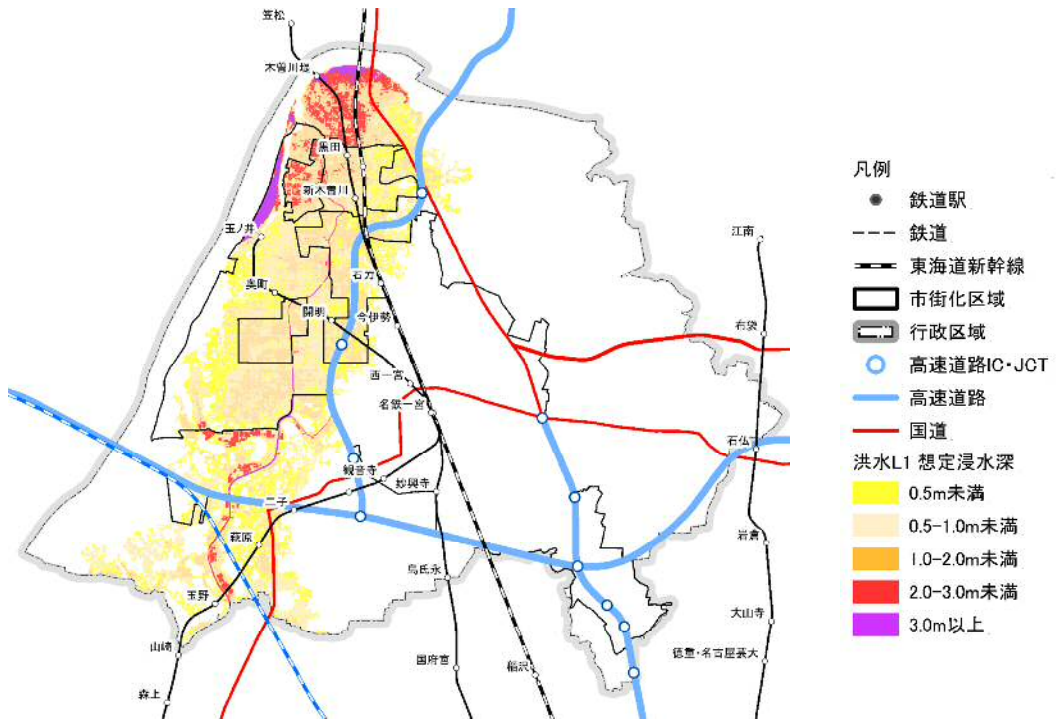 笠松
木曽川堤
黒田
新木曽川
玉ノ井
石刀
奥町
開明
今伊勢
西一宮
名鉄一宮
観音寺
妙興寺
二子
萩原
玉野
山崎
森上
島氏永
国府宮
稲沢
江南
布袋
石仏
岩倉
大山寺
徳重・名古屋芸大
凡例
鉄道駅
鉄道
東海道新幹線
市街化区域
行政区域
高速道路IC・JCT
高速道路
国道
洪水L1 想定浸水深
0.5m未満
0.5-1.0m未満
1.0-2.0m未満
2.0-3.0m未満
3.0m以上